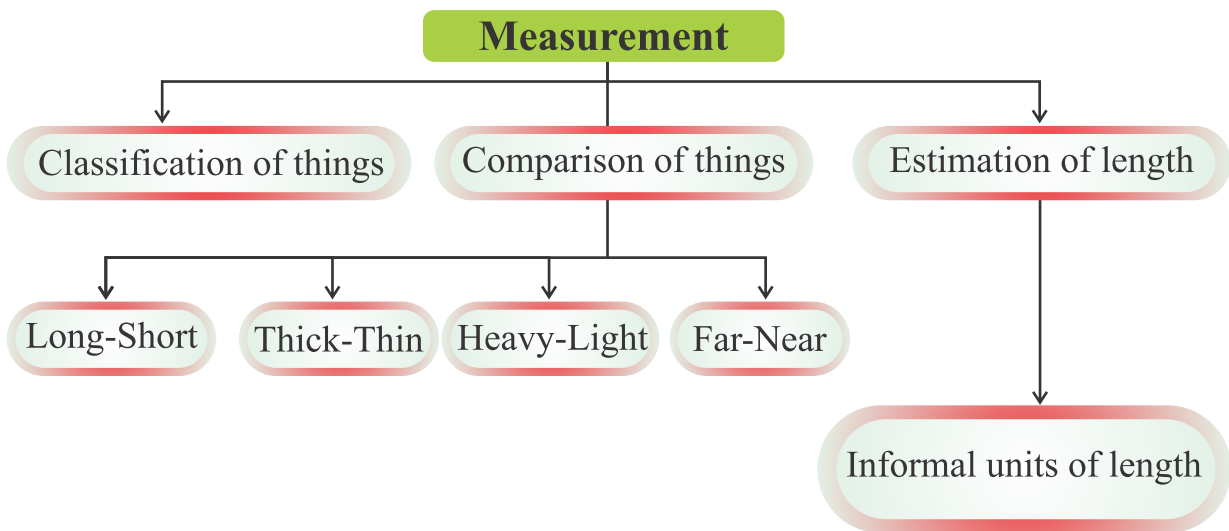 Measurement
Classification of things
Comparison of things
Estimation of length
Long-Short
Thick-Thin
Heavy-Light
Far-Near
Informal units of length